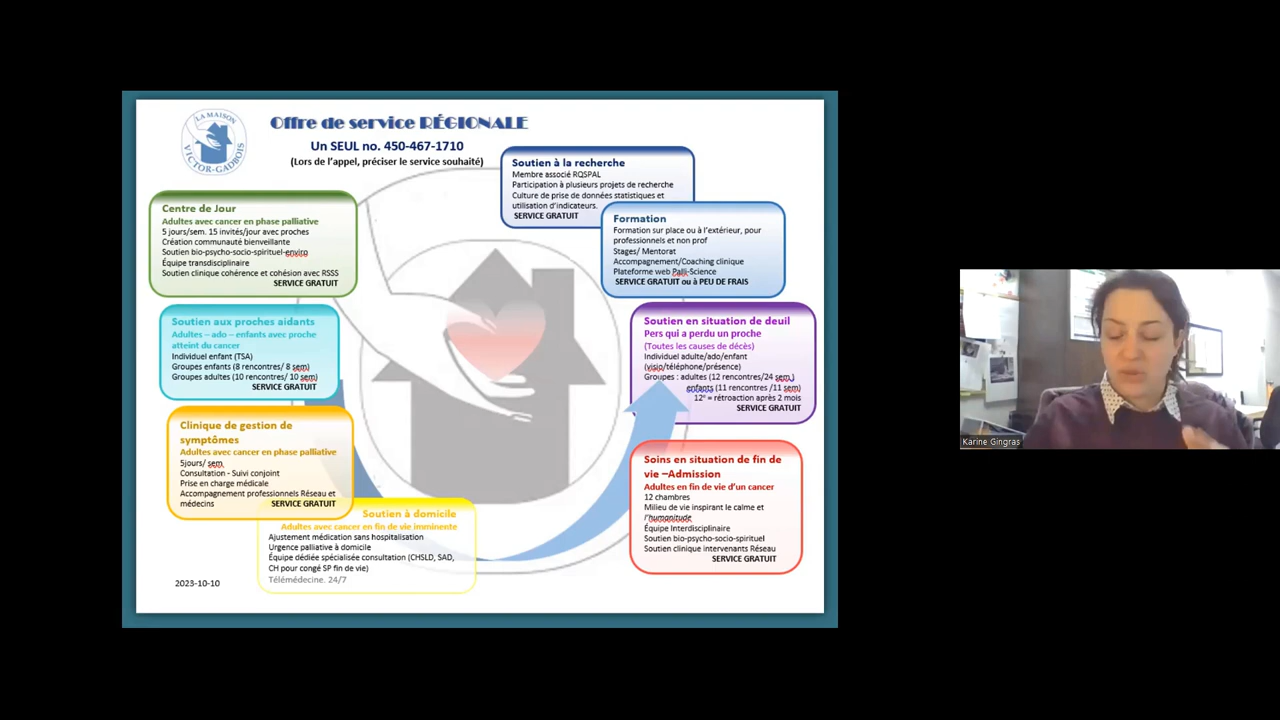 LA MAISON
VICTOR-GADBOIS
Offre de service RÉGIONALE
Un SEUL no. 450-467-1710
(Lors de l'appel, préciser le service souhaité)
Soutien à la recherche
Membre associé RQSPAL
Participation à plusieurs projets de recherche
Culture de prise de données statistiques et
utilisation d'indicateurs.
SERVICE GRATUIT
Formation
Formation sur place ou à l'extérieur, pour
professionnels et non prof
Stages/ Mentorat
Accompagnement/Coaching clinique
Plateforme web Palli-Science
SERVICE GRATUIT ou à PEU DE FRAIS
Centre de Jour
Adultes avec cancer en phase palliative
5 jours/sem. 15 invités/jour avec proches
Création communauté bienveillante
Soutien bio-psycho-socio-spirituel-enviro
Équipe transdisciplinaire
Soutien clinique cohérence et cohésion avec RSSS
SERVICE GRATUIT
Soutien aux proches aidants
Adultes – ado – enfants avec proche
atteint du cancer
Individuel enfant (TSA)
Groupes enfants (8 rencontres/ 8 sem)
Groupes adultes (10 rencontres/ 10 sem)
SERVICE GRATUIT
Soutien en situation de deuil
Pers qui a perdu un proche
(Toutes les causes de décès)
Individuel adulte/ado/enfant
(visio/téléphone/présence)
Groupes : adultes (12 rencontres/24 sem.)
enfants (11 rencontres /11 sem)
12e = rétroaction après 2 mois
SERVICE GRATUIT
Clinique de gestion de
symptômes
Adultes avec cancer en phase palliative
5jours/ sem
Consultation - Suivi conjoint
Prise en charge médicale
Accompagnement professionnels Réseau et
médecins SERVICE GRATUIT
Soins en situation de fin de
vie –Admission
Adultes en fin de vie d'un cancer
12 chambres
Milieu de vie inspirant le calme et
l'humanitude
Équipe Interdisciplinaire
Soutien bio-psycho-socio-spirituel
Soutien clinique intervenants Réseau
SERVICE GRATUIT
Soutien à domicile
Adultes avec cancer en fin de vie imminente
Ajustement médication sans hospitalisation
Urgence palliative à domicile
Équipe dédiée spécialisée consultation (CHSLD, SAD,
CH pour congé SP fin de vie)
Télémédecine. 24/7
2023-10-10
Karine Gingras